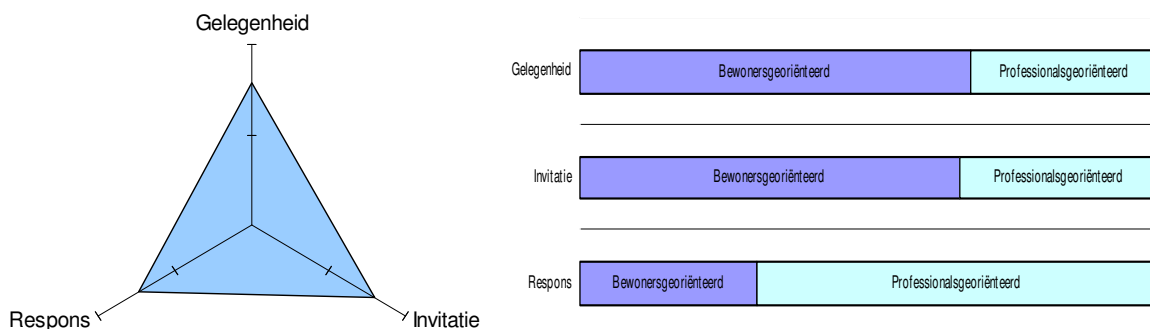 Gelegenheid
Respons
Invitatie
Gelegenheid
Bewonersgeoriënteerd
Professionalsgeoriënteerd
Invitatie
Bewonersgeoriënteerd
Professionalsgeoriënteerd
Respons
Bewonersgeoriënteerd
Professionalsgeoriënteerd